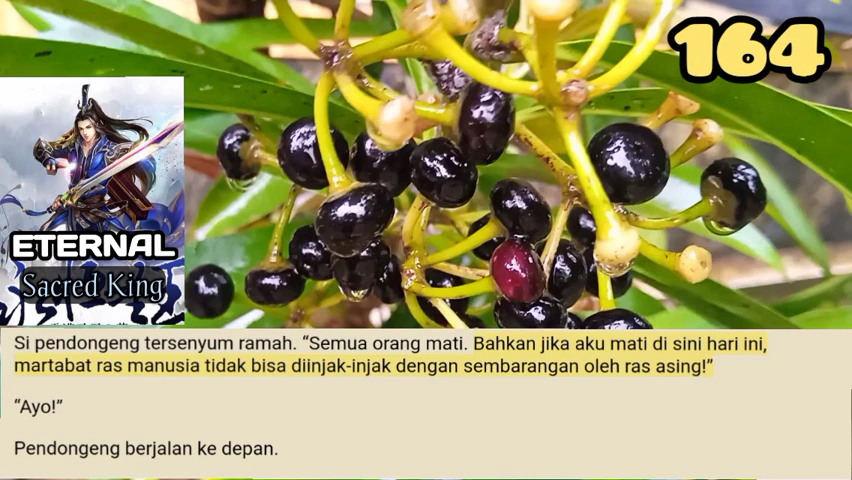 164
ETERNAL
Sacred King
Si pendongeng tersenyum ramah. “Semua orang mati. Bahkan jika aku mati di sini hari ini,
martabat ras manusia tidak bisa diinjak-injak dengan sembarangan oleh ras asing!”
“Ayo!”
Pendongeng berjalan ke depan.